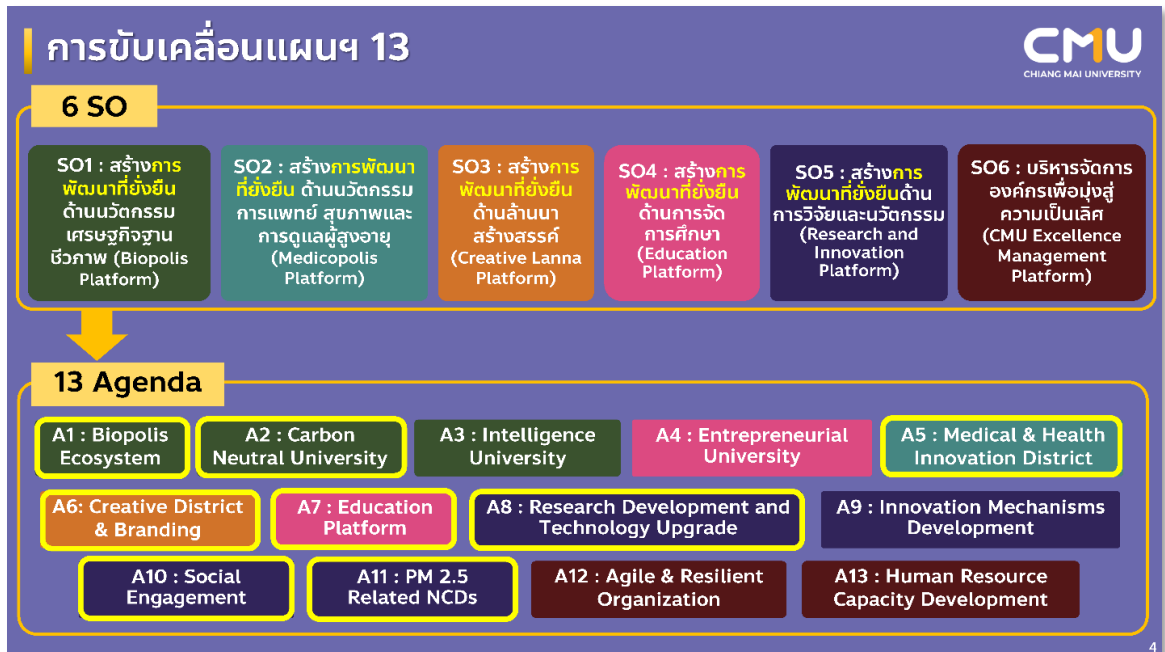 การขับเคลื่อนแผนฯ 13
CMU
CHIANG MAI UNIVERSITY
6 SO
SO1 : สร้างการ
พัฒนาที่ยั่งยืน
ด้านนวัตกรรม
เศรษฐกิจฐาน
ชีวภาพ (Biopolis
Platform)
SO2 : สร้างการพัฒนา
ที่ยั่งยืน ด้านนวัตกรรม
การแพทย์ สุขภาพและ
การดูแลผู้สูงอายุ
(Medicopolis
Platform)
SO3 : สร้างการ
พัฒนาที่ยั่งยืน
ด้านล้านนา
สร้างสรรค์
(Creative Lanna
Platform)
SO4 : สร้างการ
พัฒนาที่ยั่งยืน
ด้านการจัด
การศึกษา
(Education
Platform)
SO5 : สร้างการ
พัฒนาที่ยั่งยืนด้าน
การวิจัยและนวัตกรรม
(Research and
Innovation
Platform)
SO6 : บริหารจัดการ
องค์กรเพื่อมุ่งสู่
ความเป็นเลิศ
(CMU Excellence
Management
Platform)
13 Agenda
A1 : Biopolis
Ecosystem
A2 : Carbon
Neutral University
A3 : Intelligence
University
A4 : Entrepreneurial
University
A5 : Medical & Health
Innovation District
A6: Creative District
& Branding
A7 : Education
Platform
A8 : Research Development and
Technology Upgrade
A9 : Innovation Mechanisms
Development
A10 : Social
Engagement
A11 : PM 2.5
Related NCDs
A12 : Agile & Resilient
Organization
A13 : Human Resource
Capacity Development
4